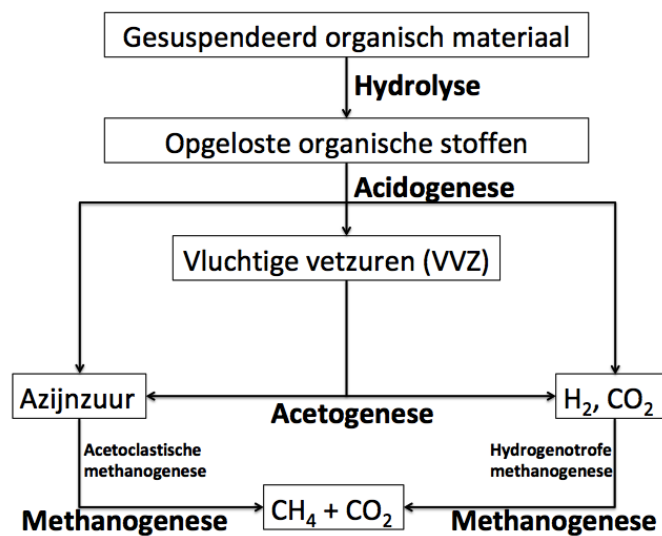 Gesuspendeerd organisch materiaal
Hydrolyse
Opgeloste organische stoffen
Acidogenese
Vluchtige vetzuren (VVZ)
Azijnzuur
Acetogenese
H₂, CO₂
Acetoclastische
methanogenese
Hydrogenotrofe
methanogenese
Methanogenese
CH₄ + CO₂
Methanogenese